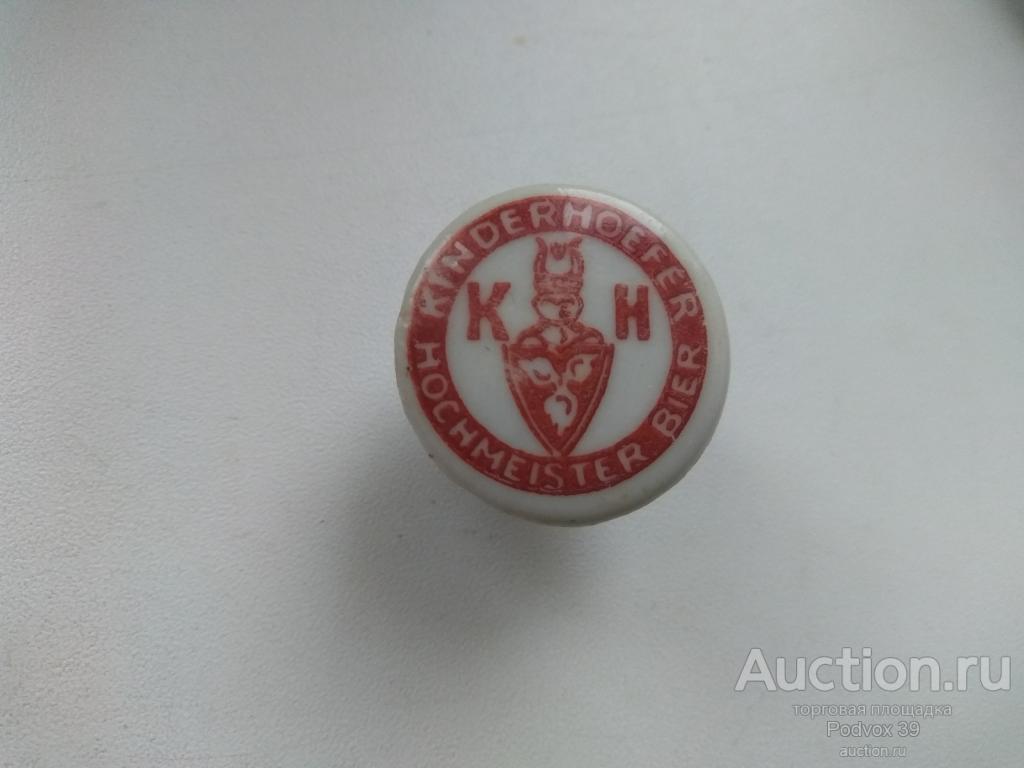 KINDERHOEFER
K H
HOCHMEISTER BIER
Auction.ru
торговая площадка
Podvox 39
auction.ru